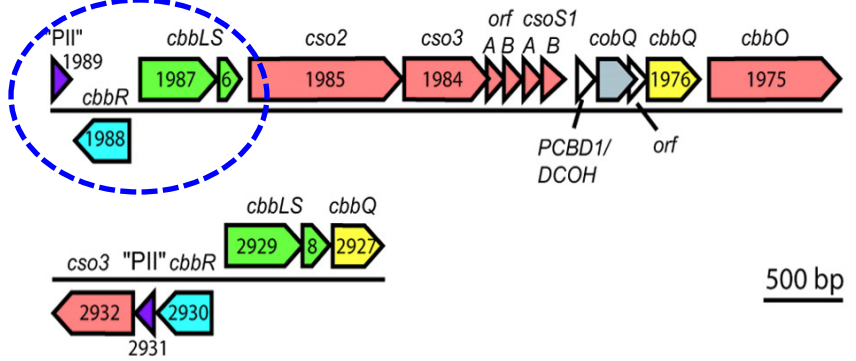 orf csoS1
"PII" cbbLS cso2 cso3 A B A B cobQ cbbQ cbbO
1989
1987 6 1985 1984 1976 1975
cbbR
1988
PCBD1/
DCOH
orf
cbbLS cbbQ
2929 8 2927
cso3 "PII" cbbR
500 bp
2932 2930
2931